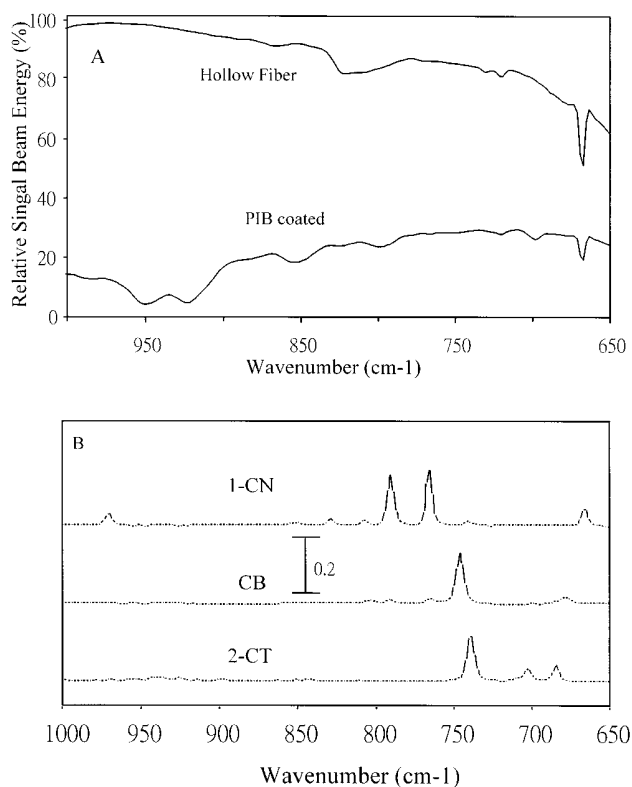 100
A
Hollow Fiber
80
60
40
PIB coated
20
0
Relative Singal Beam Energy (%)
950 850 750 650
Wavenumber (cm-1)
B
1-CN
0.2
CB
2-CT
1000 950 900 850 800 750 700 650
Wavenumber (cm-1)